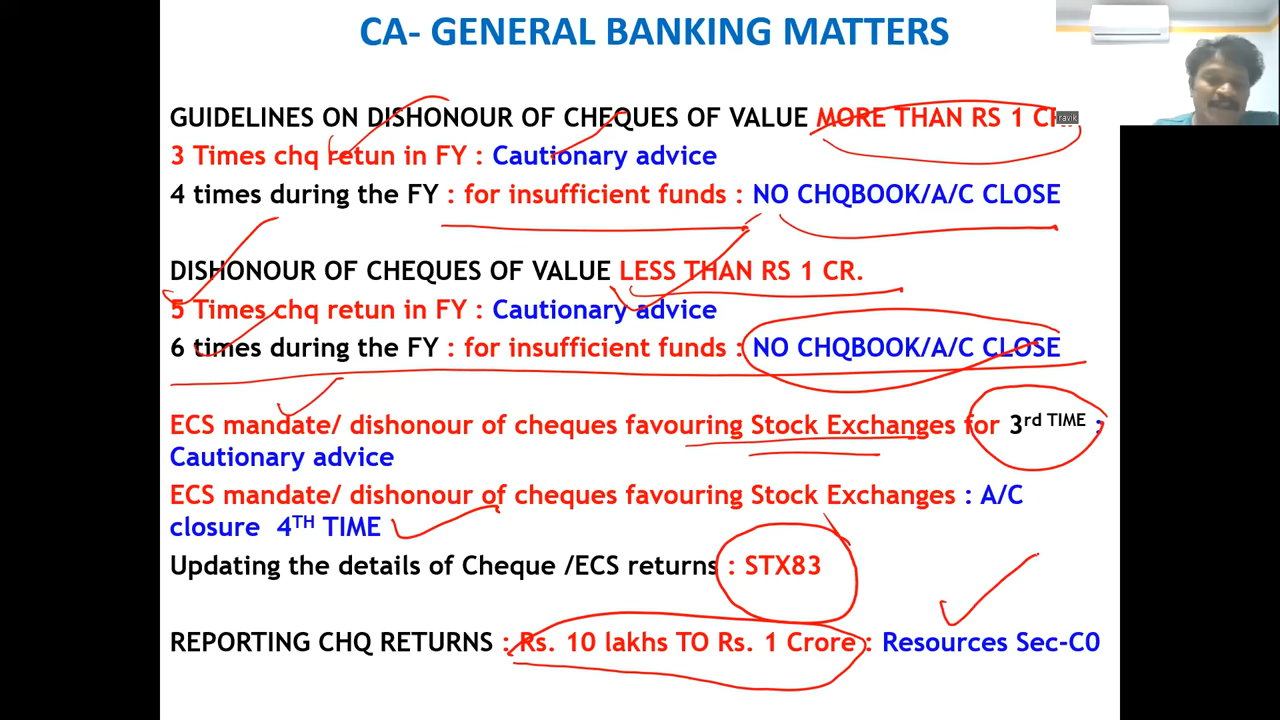 CA- GENERAL BANKING MATTERS
GUIDELINES ON DISHONOUR OF CHEQUES OF VALUE MORE THAN RS 1 CR.
ravik
3 Times chq retun in FY : Cautionary advice
4 times during the FY : for insufficient funds : NO CHQBOOK/A/C CLOSE
DISHONOUR OF CHEQUES OF VALUE LESS THAN RS 1 CR.
5 Times chq retun in FY : Cautionary advice
6 times during the FY : for insufficient funds : NO CHQBOOK/A/C CLOSE
ECS mandate/ dishonour of cheques favouring Stock Exchanges for 3rd TIME :
Cautionary advice
ECS mandate/ dishonour of cheques favouring Stock Exchanges : A/C
closure 4TH TIME
Updating the details of Cheque /ECS returns : STX83
REPORTING CHQ RETURNS : Rs. 10 lakhs TO Rs. 1 Crore : Resources Sec-C0